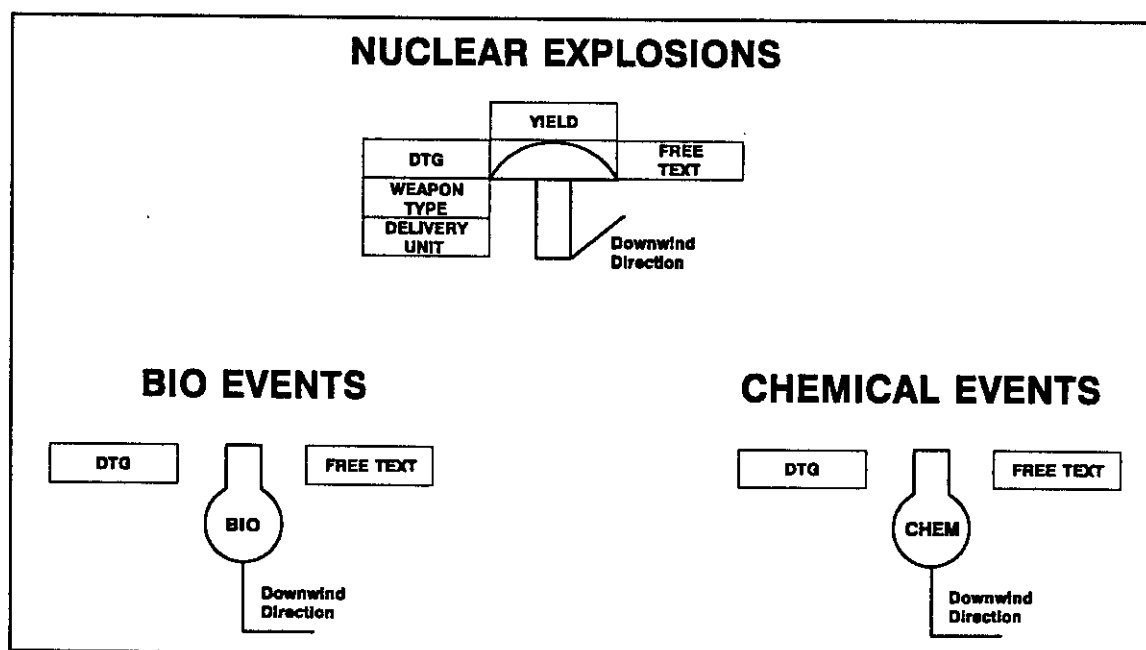 NUCLEAR EXPLOSIONS
YIELD
DTG
FREE
TEXT
WEAPON
TYPE
DELIVERY
UNIT
Downwind
Direction
BIO EVENTS
DTG
FREE TEXT
BIO
Downwind
Direction
CHEMICAL EVENTS
DTG
FREE TEXT
CHEM
Downwind
Direction